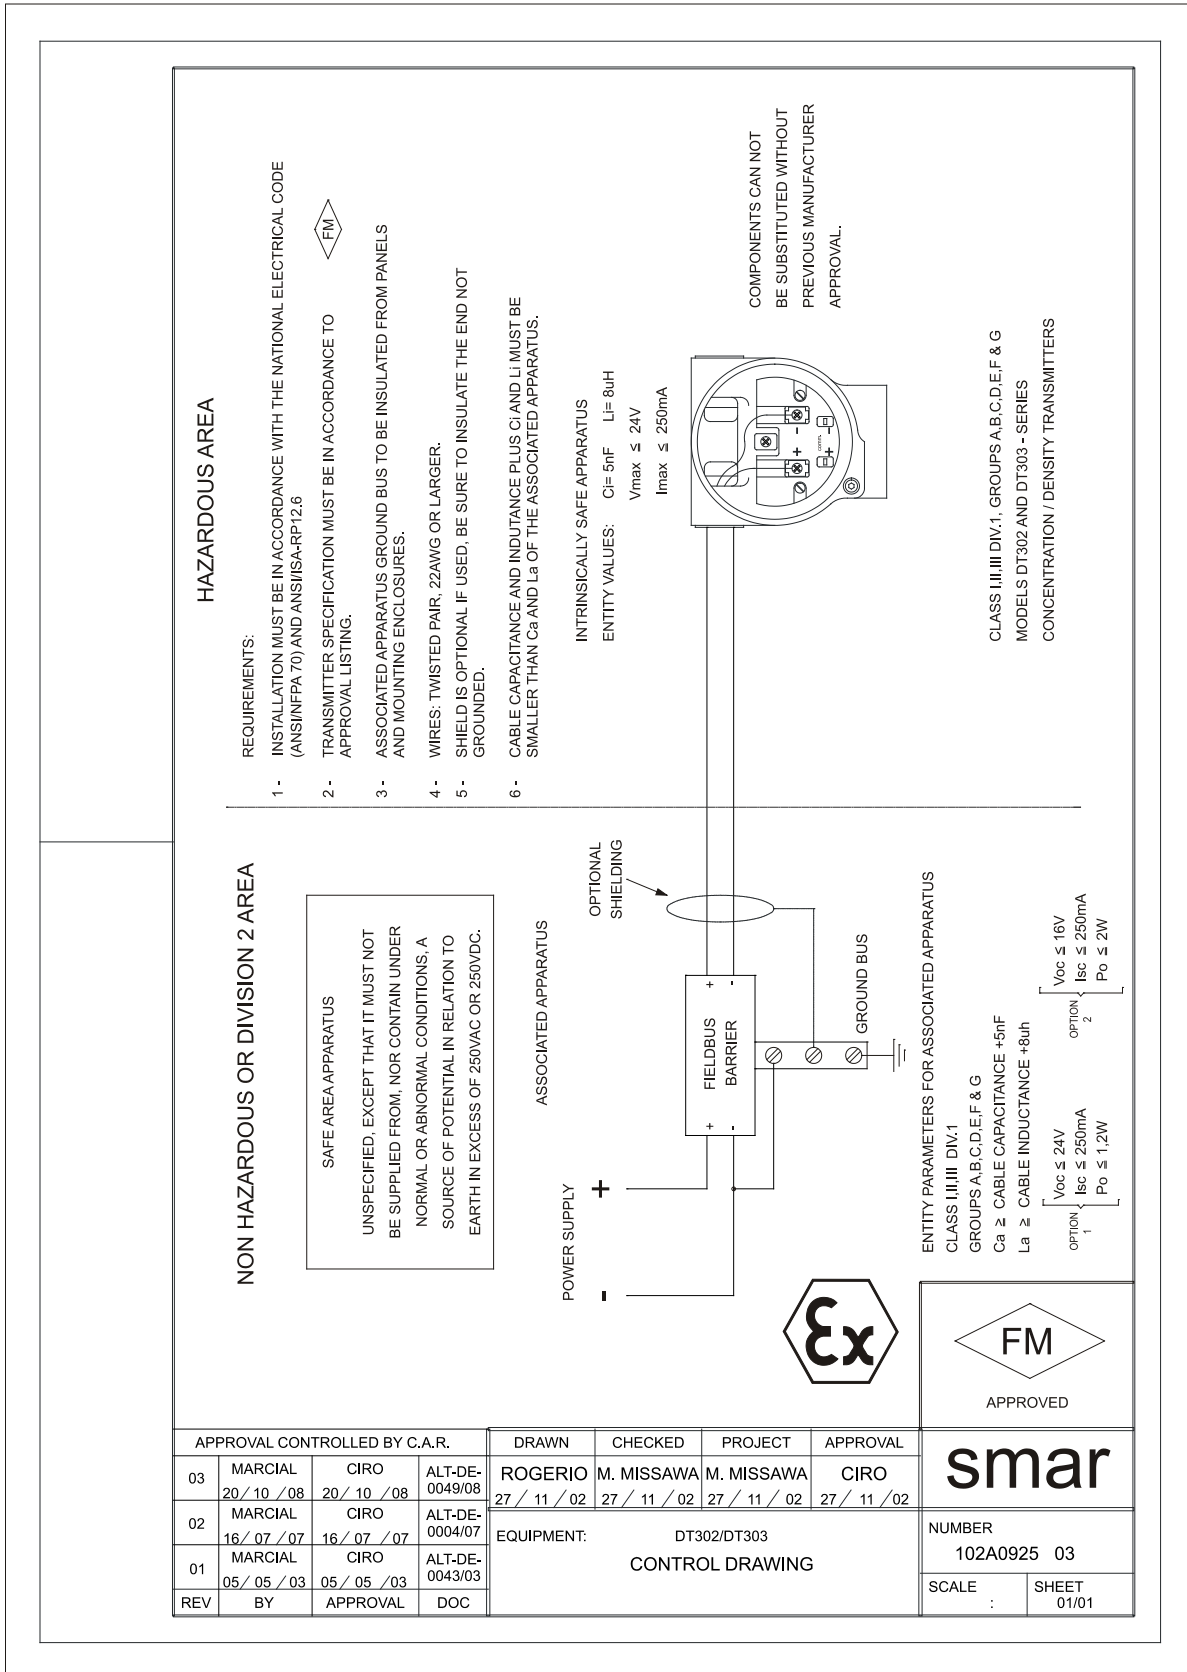 HAZARDOUS AREA
REQUIREMENTS:
1 - INSTALLATION MUST BE IN ACCORDANCE WITH THE NATIONAL ELECTRICAL CODE
(ANSI/NFPA 70) AND ANSI/ISA-RP12.6
2 - TRANSMITTER SPECIFICATION MUST BE IN ACCORDANCE TO
APPROVAL LISTING.
FM
3 - ASSOCIATED APPARATUS GROUND BUS TO BE INSULATED FROM PANELS
AND MOUNTING ENCLOSURES.
4 - WIRES: TWISTED PAIR, 22AWG OR LARGER.
5 - SHIELD IS OPTIONAL IF USED, BE SURE TO INSULATE THE END NOT
GROUNDED.
6 - CABLE CAPACITANCE AND INDUTANCE PLUS Ci AND Li MUST BE
SMALLER THAN Ca AND La OF THE ASSOCIATED APPARATUS.
INTRINSICALLY SAFE APPARATUS
ENTITY VALUES: Ci= 5nF Li= 8uH
Vmax ≤ 24V
Imax ≤ 250mA
COMPONENTS CAN NOT
BE SUBSTITUTED WITHOUT
PREVIOUS MANUFACTURER
APPROVAL.
+ -
+ -
CLASS I,II,III DIV.1, GROUPS A,B,C,D,E,F & G
MODELS DT302 AND DT303 - SERIES
CONCENTRATION / DENSITY TRANSMITTERS
NON HAZARDOUS OR DIVISION 2 AREA
SAFE AREA APPARATUS
UNSPECIFIED, EXCEPT THAT IT MUST NOT
BE SUPPLIED FROM, NOR CONTAIN UNDER
NORMAL OR ABNORMAL CONDITIONS, A
SOURCE OF POTENTIAL IN RELATION TO
EARTH IN EXCESS OF 250VAC OR 250VDC.
ASSOCIATED APPARATUS
OPTIONAL
SHIELDING
POWER SUPPLY
- +
+ FIELDBUS +
- BARRIER -
GROUND BUS
ENTITY PARAMETERS FOR ASSOCIATED APPARATUS
CLASS I,II,III DIV.1
GROUPS A,B,C,D,E,F & G
Ca ≥ CABLE CAPACITANCE +5nF
La ≥ CABLE INDUCTANCE +8uh
OPTION
1
Voc ≤ 24V
Isc ≤ 250mA
Po ≤ 1,2W
OPTION
2
Voc ≤ 16V
Isc ≤ 250mA
Po ≤ 2W
Ex
FM
APPROVED
APPROVAL CONTROLLED BY C.A.R.
03 MARCIAL 20/ 10 /08 CIRO 20/ 10 /08 ALT-DE-0049/08
02 MARCIAL 16/ 07 / 07 CIRO 16/ 07 / 07 ALT-DE-0004/07
01 MARCIAL 05/ 05 / 03 CIRO 05/ 05 /03 ALT-DE-0043/03
REV BY APPROVAL DOC
DRAWN CHECKED PROJECT APPROVAL
ROGERIO M. MISSAWA M. MISSAWA CIRO
27 / 11 / 02 27 / 11 / 02 27 / 11 / 02 27 / 11 /02
EQUIPMENT: DT302/DT303
CONTROL DRAWING
smar
NUMBER
102A0925 03
SCALE
:
SHEET
01/01